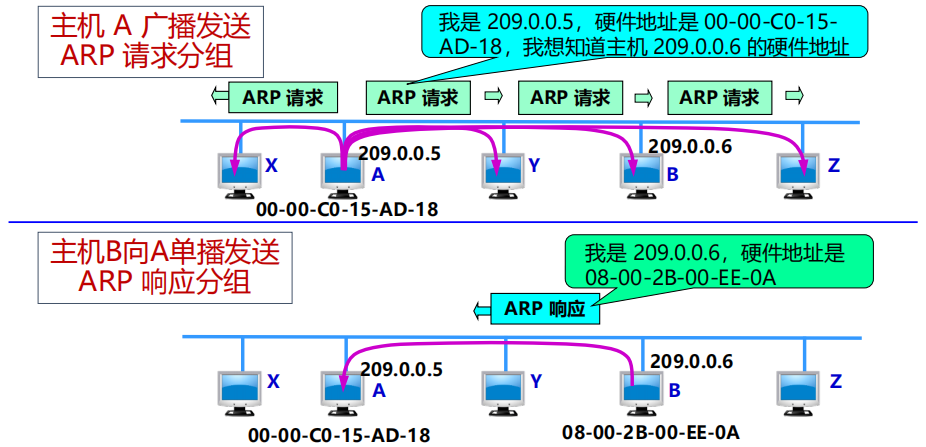 主机 A 广播发送
ARP 请求分组
我是 209.0.0.5，硬件地址是 00-00-C0-15-
AD-18，我想知道主机 209.0.0.6 的硬件地址
ARP 请求
ARP 请求
ARP 请求
ARP 请求
209.0.0.5
209.0.0.6
X
A
Y
B
Z
00-00-C0-15-AD-18
主机B向A单播发送
ARP 响应分组
我是 209.0.0.6，硬件地址是
08-00-2B-00-EE-0A
ARP 响应
209.0.0.5
209.0.0.6
X
A
Y
B
Z
00-00-C0-15-AD-18
08-00-2B-00-EE-0A